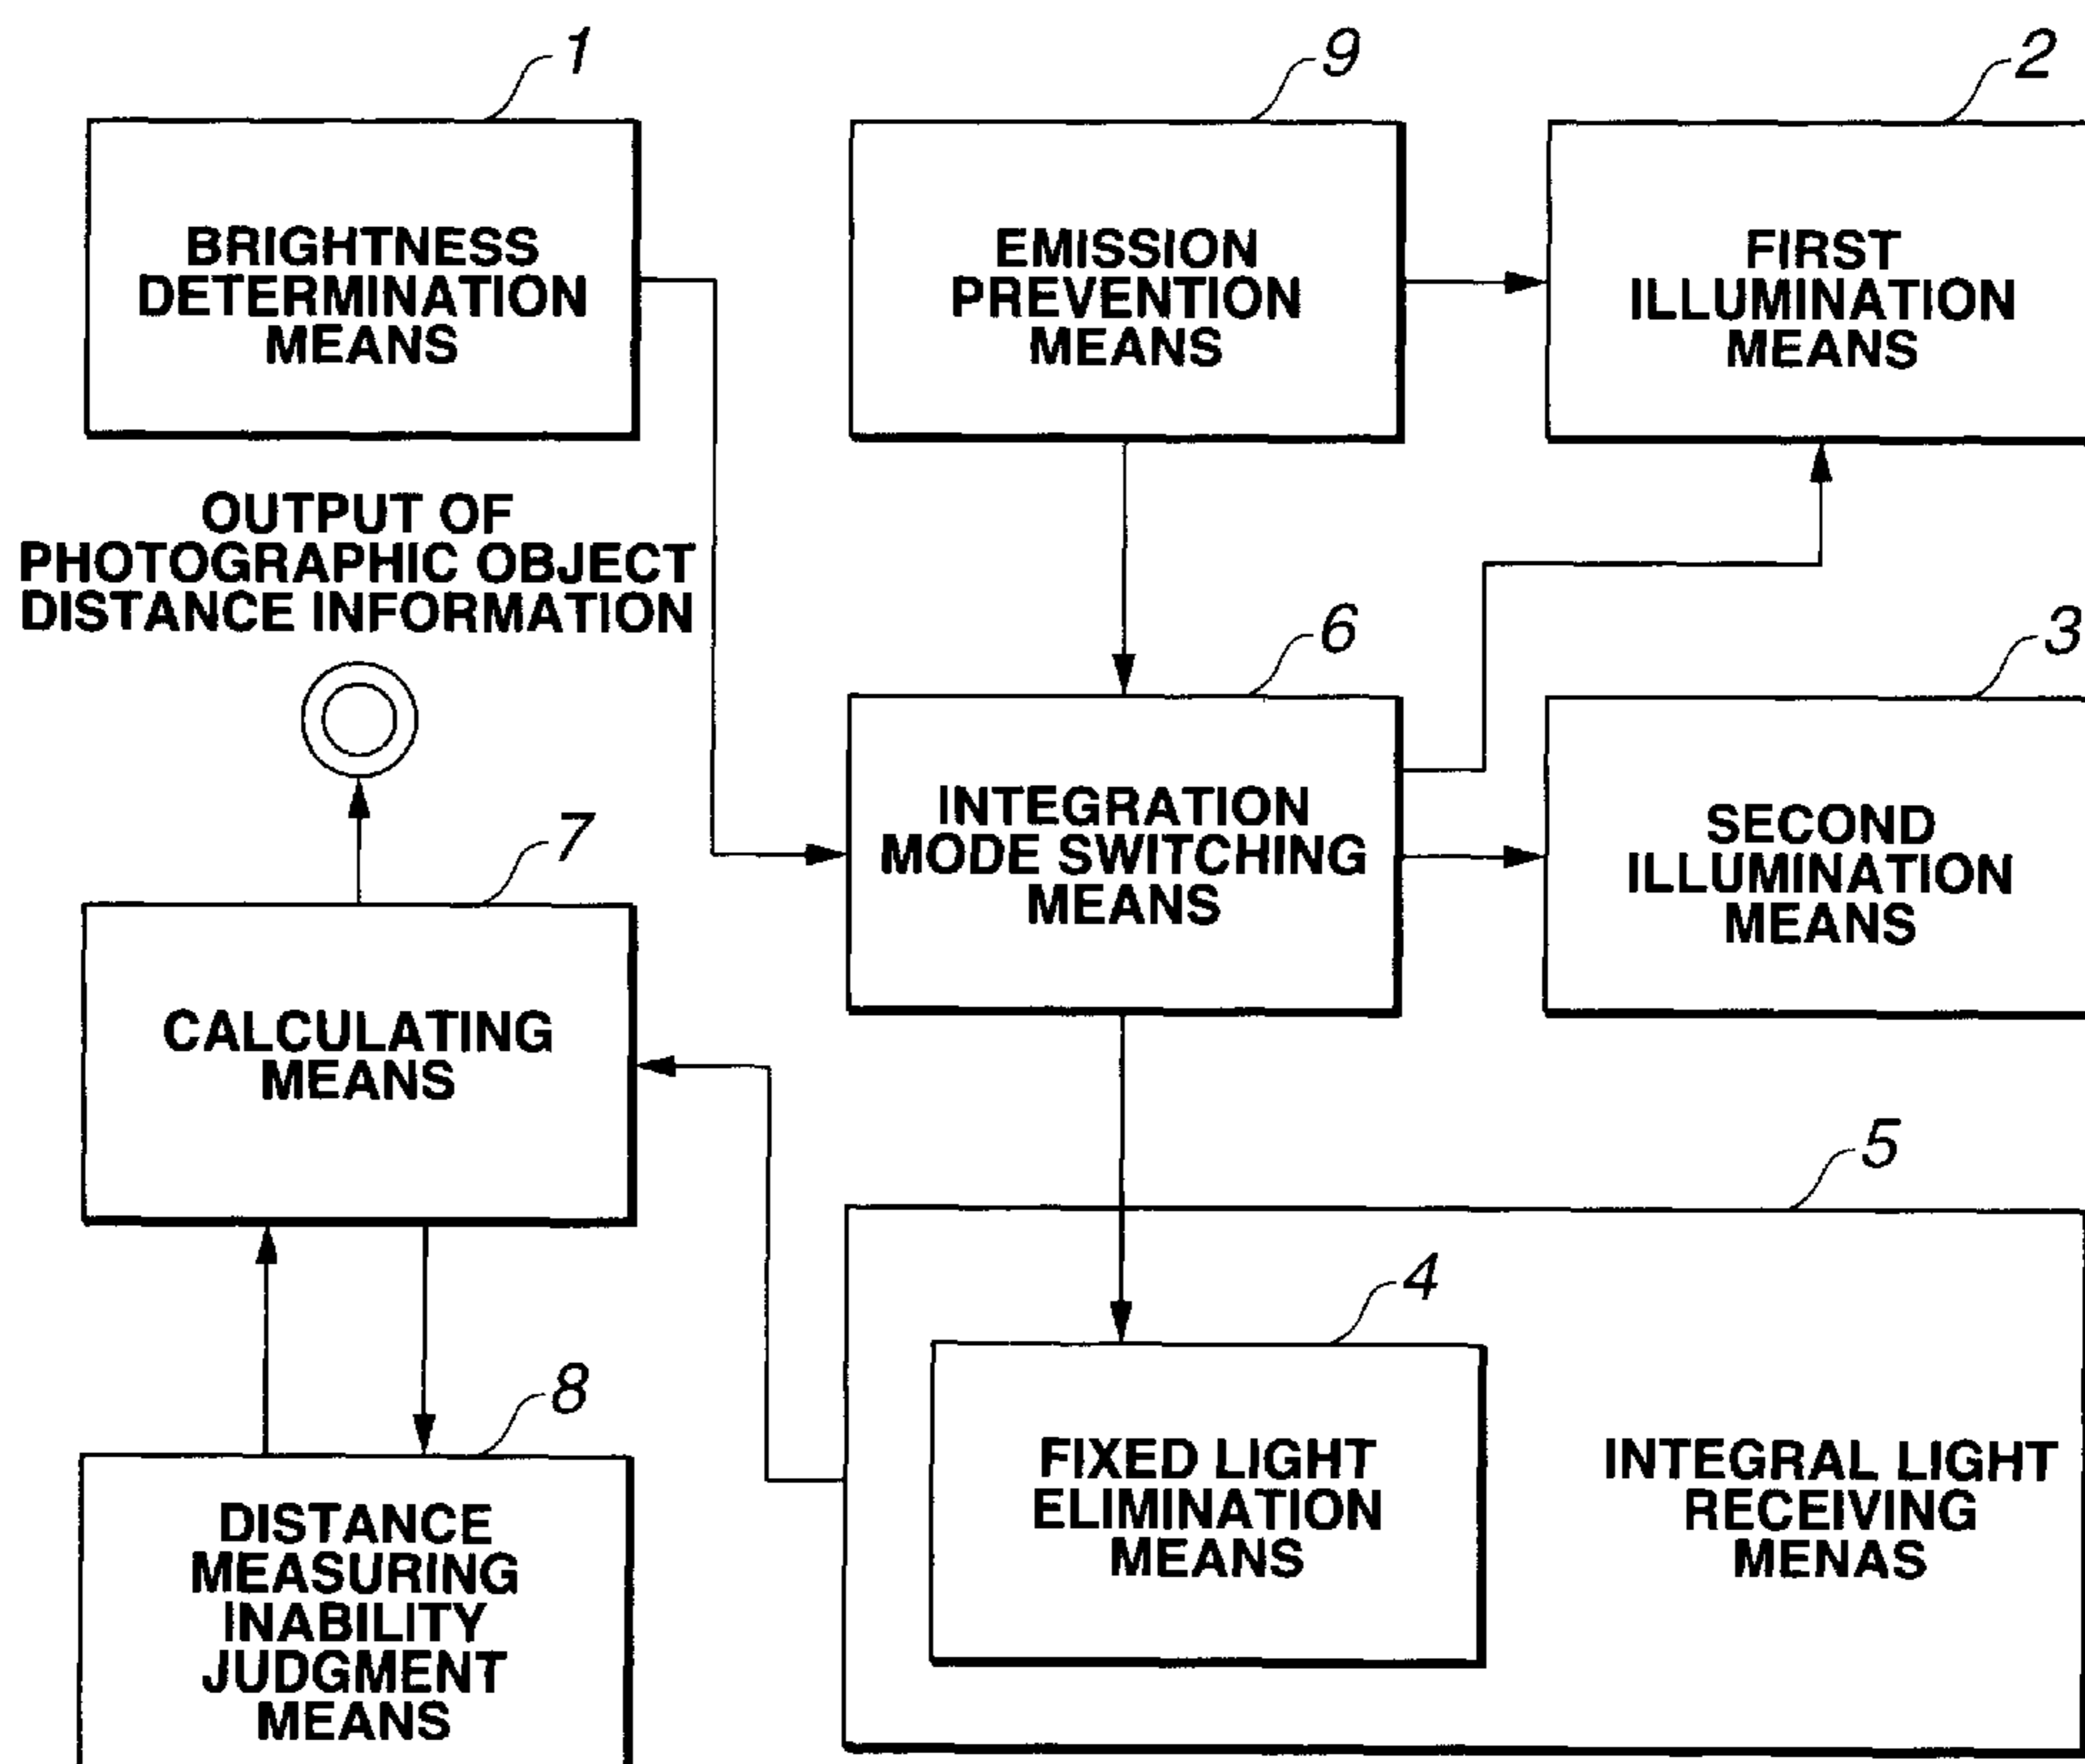 1
BRIGHTNESS
DETERMINATION
MEANS
9
EMISSION
PREVENTION
MEANS
2
FIRST
ILLUMINATION
MEANS
OUTPUT OF
PHOTOGRAPHIC OBJECT
DISTANCE INFORMATION
6
INTEGRATION
MODE SWITCHING
MEANS
3
SECOND
ILLUMINATION
MEANS
7
CALCULATING
MEANS
5
INTEGRAL LIGHT
RECEIVING
MENAS
4
FIXED LIGHT
ELIMINATION
MEANS
8
DISTANCE
MEASURING
INABILITY
JUDGMENT
MEANS